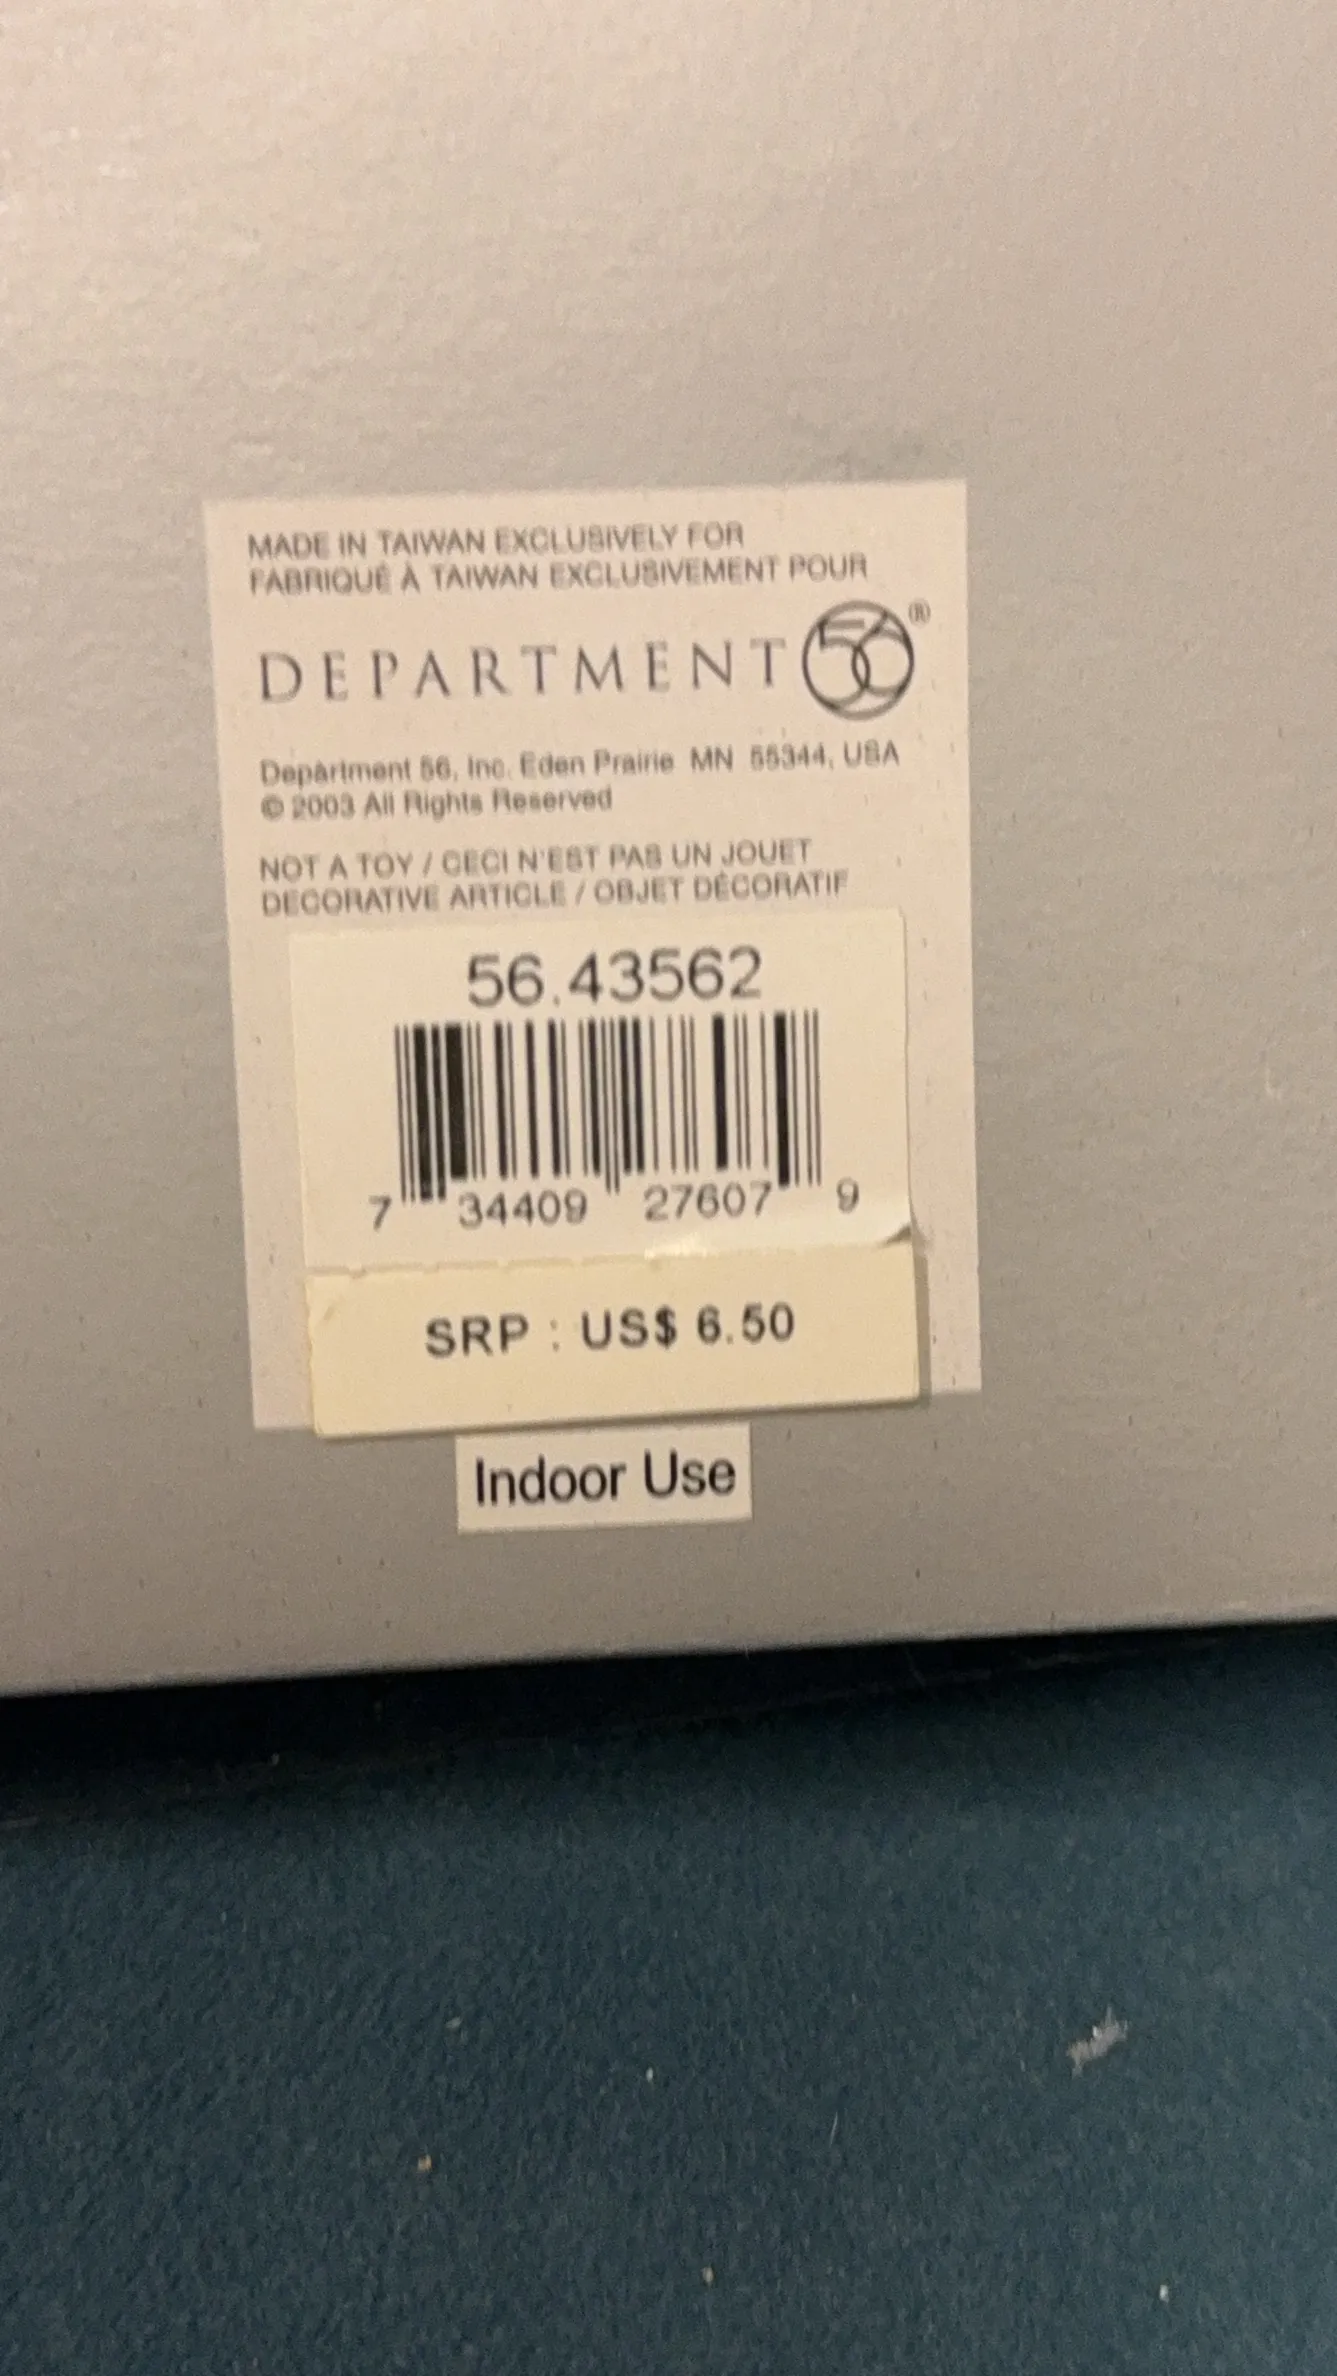 MADE IN TAIWAN EXCLUSIVELY FOR
FABRIQUÉ À TAIWAN EXCLUSIVEMENT POUR
DEPARTMENT 56®
Department 56, Inc. Eden Prairie MN 55344, USA
© 2003 All Rights Reserved
NOT A TOY / CECI N'EST PAS UN JOUET
DECORATIVE ARTICLE / OBJET DÉCORATIF
56.43562
7 34409 27607 9
SRP : US$ 6.50
Indoor Use